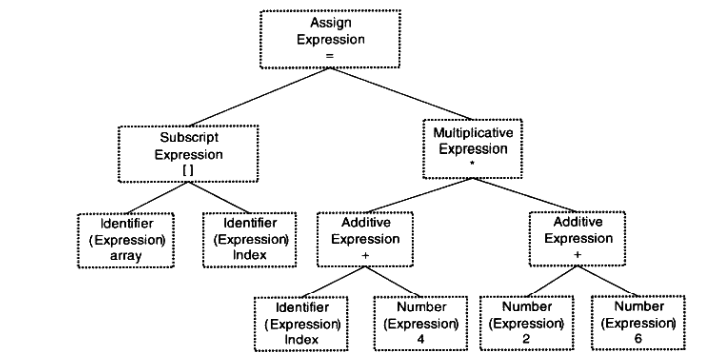 Assign
Expression
=
Subscript
Expression
[ ]
Multiplicative
Expression
*
Identifier
(Expression)
array
Identifier
(Expression)
Index
Additive
Expression
+
Additive
Expression
+
Identifier
(Expression)
Index
Number
(Expression)
4
Number
(Expression)
2
Number
(Expression)
6